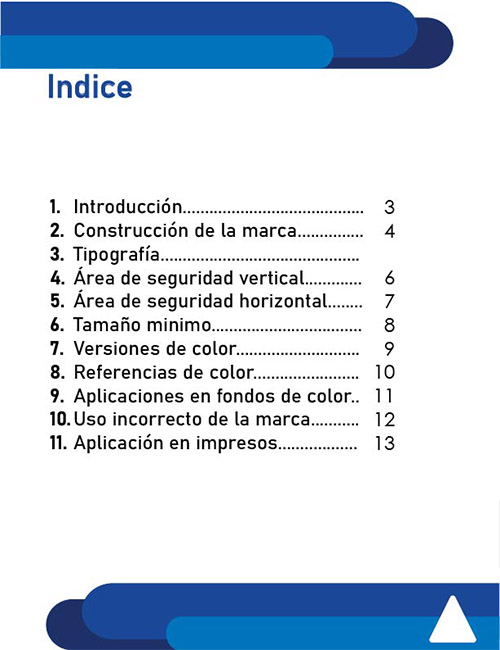 Indice
1. Introducción........................................ 3
2. Construcción de la marca............... 4
3. Tipografía............................................
4. Área de seguridad vertical............. 6
5. Área de seguridad horizontal........ 7
6. Tamaño minimo................................. 8
7. Versiones de color........................... 9
8. Referencias de color....................... 10
9. Aplicaciones en fondos de color.. 11
10. Uso incorrecto de la marca........... 12
11. Aplicación en impresos.................. 13